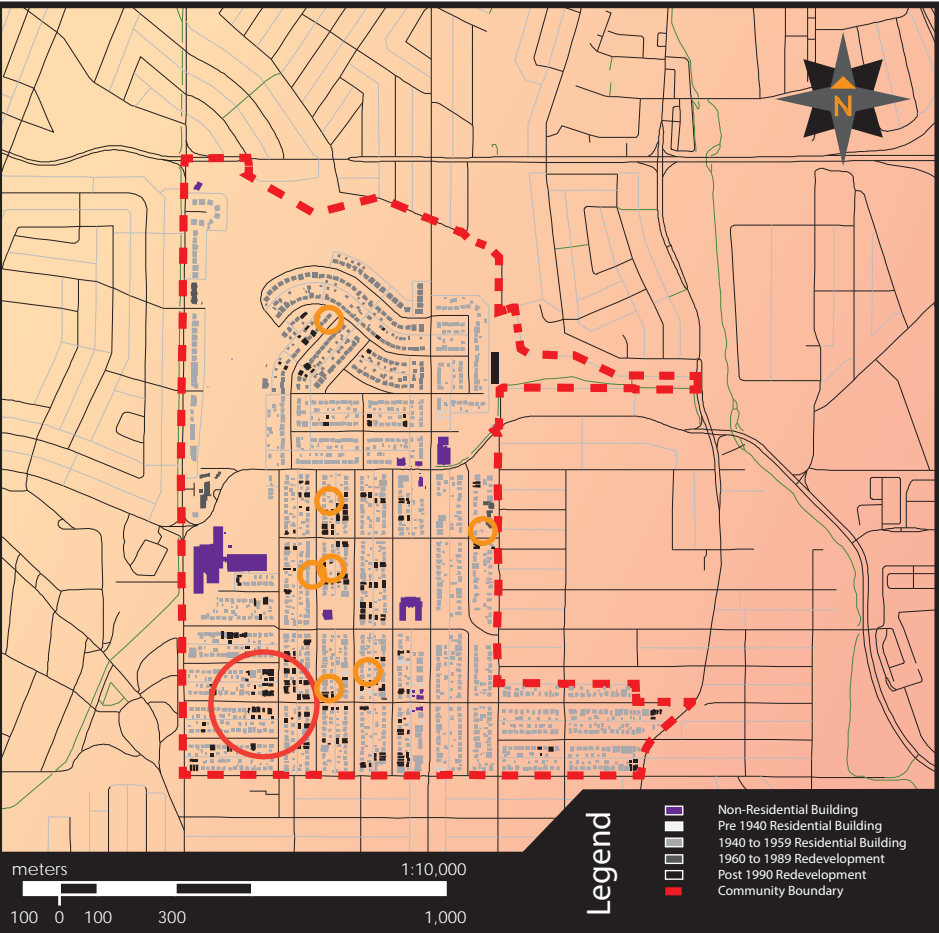 N
Legend
Non-Residential Building
Pre 1940 Residential Building
1940 to 1959 Residential Building
1960 to 1989 Redevelopment
Post 1990 Redevelopment
Community Boundary
meters 1:10,000
100 0 100 300 1,000